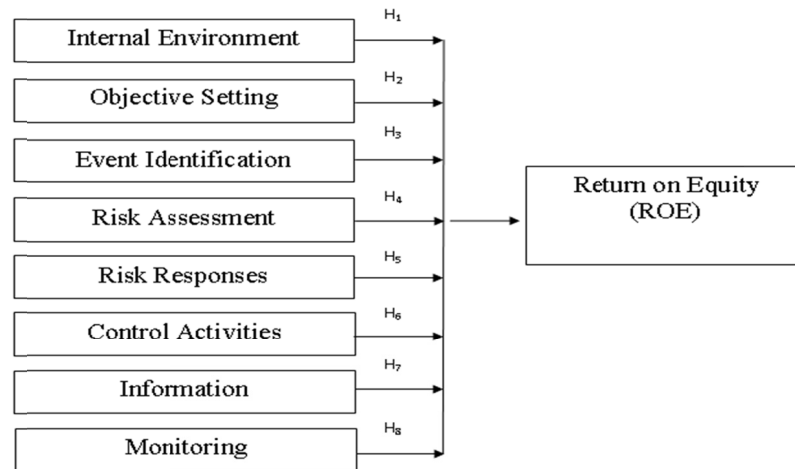 H₁
Internal Environment
H₂
Objective Setting
H₃
Event Identification
H₄
Risk Assessment
H₅
Risk Responses
H₆
Control Activities
H₇
Information
H₈
Monitoring
Return on Equity
(ROE)